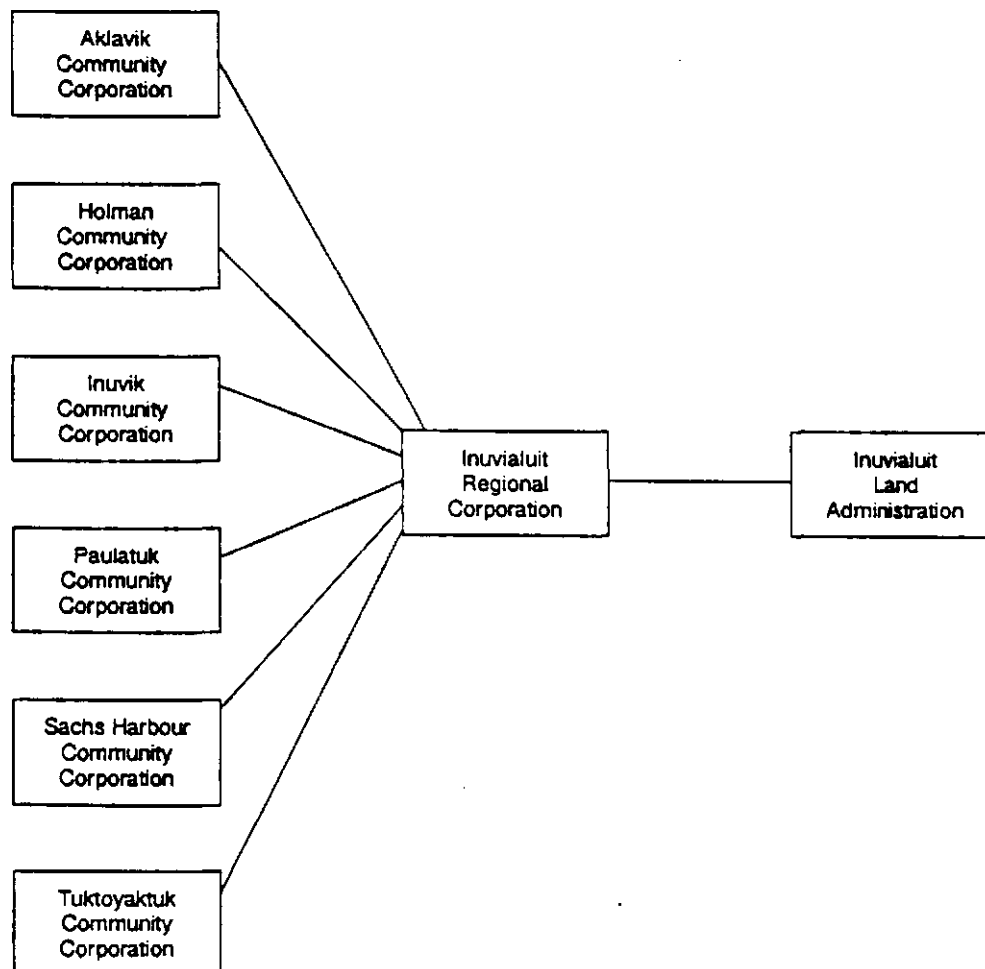 Aklavik
Community
Corporation
Holman
Community
Corporation
Inuvik
Community
Corporation
Inuvialuit
Regional
Corporation
Inuvialuit
Land
Administration
Paulatuk
Community
Corporation
Sachs Harbour
Community
Corporation
Tuktoyaktuk
Community
Corporation